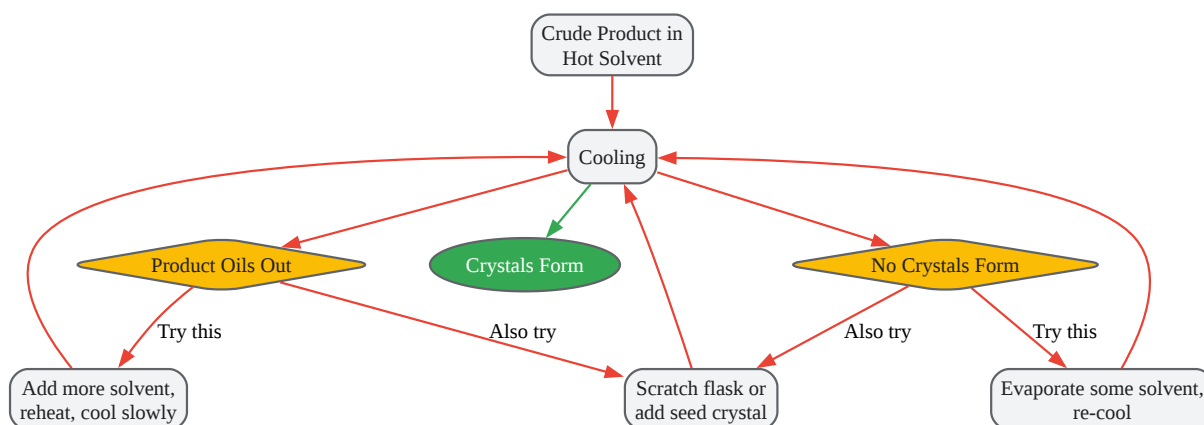 Crude Product in
Hot Solvent
Cooling
Product Oils Out
Crystals Form
No Crystals Form
Try this
Also try
Also try
Try this
Add more solvent,
reheat, cool slowly
Scratch flask or
add seed crystal
Evaporate some solvent,
re-cool